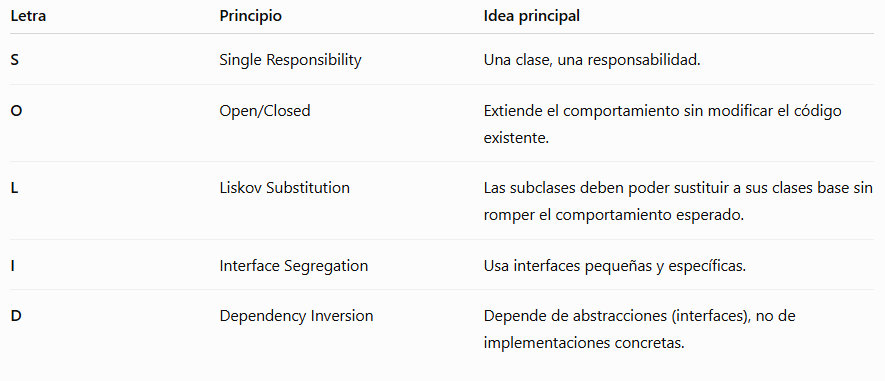 Letra Principio Idea principal
S Single Responsibility Una clase, una responsabilidad.
O Open/Closed Extiende el comportamiento sin modificar el código
existente.
L Liskov Substitution Las subclases deben poder sustituir a sus clases base sin
romper el comportamiento esperado.
I Interface Segregation Usa interfaces pequeñas y específicas.
D Dependency Inversion Depende de abstracciones (interfaces), no de
implementaciones concretas.